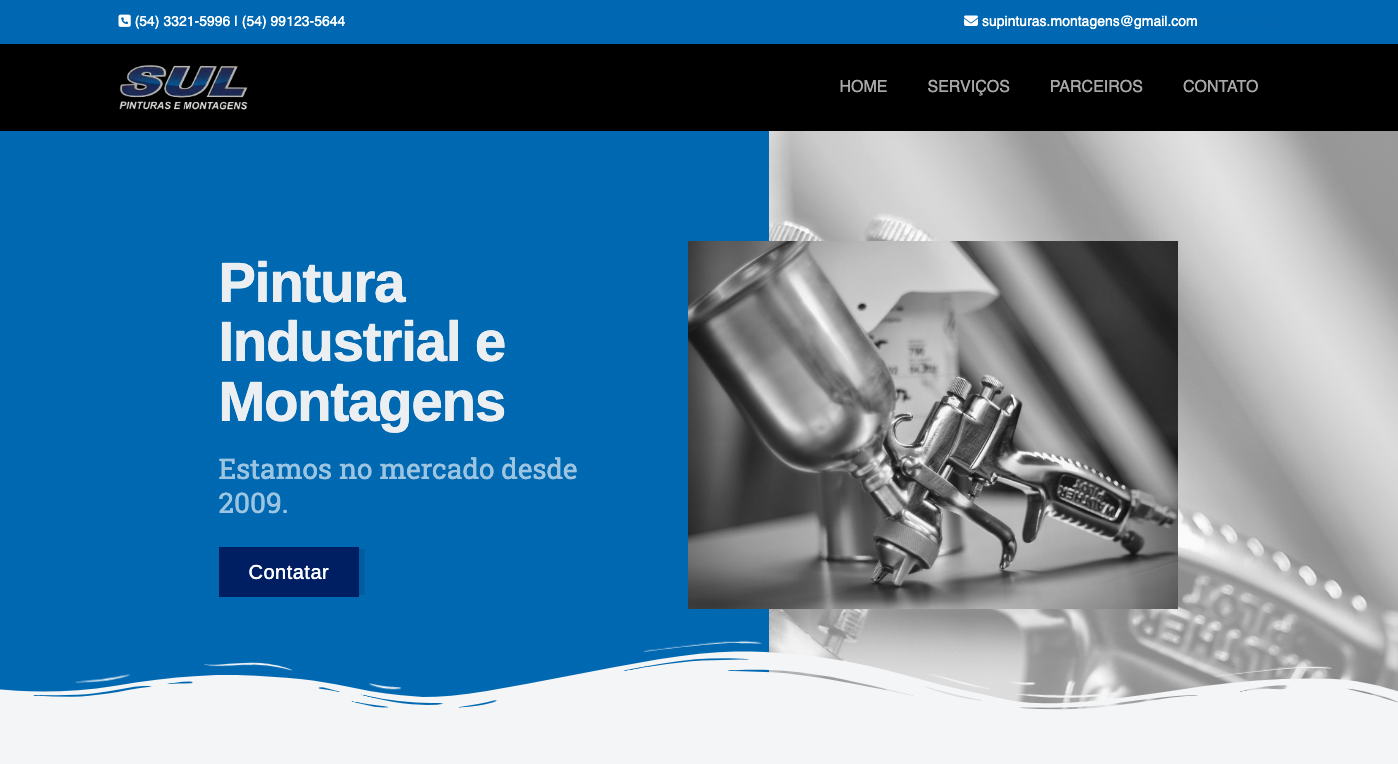 (54) 3321-5996 | (54) 99123-5644
supinturas.montagens@gmail.com
SUL
PINTURAS E MONTAGENS
HOME SERVIÇOS PARCEIROS CONTATO
Pintura
Industrial e
Montagens
Estamos no mercado desde
2009.
Contatar